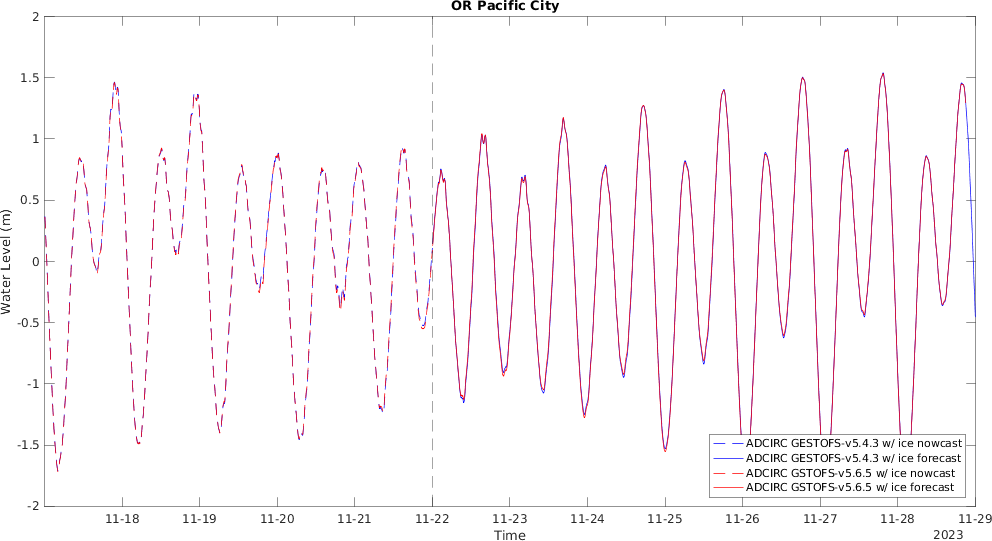 OR Pacific City
2
1.5
1
0.5
0
-0.5
-1
-1.5
-2
Water Level (m)
ADCIRC GESTOFS-v5.4.3 w/ ice nowcast
ADCIRC GESTOFS-v5.4.3 w/ ice forecast
ADCIRC GSTOFS-v5.6.5 w/ ice nowcast
ADCIRC GSTOFS-v5.6.5 w/ ice forecast
11-18 11-19 11-20 11-21 11-22 11-23 11-24 11-25 11-26 11-27 11-28 11-29
Time 2023